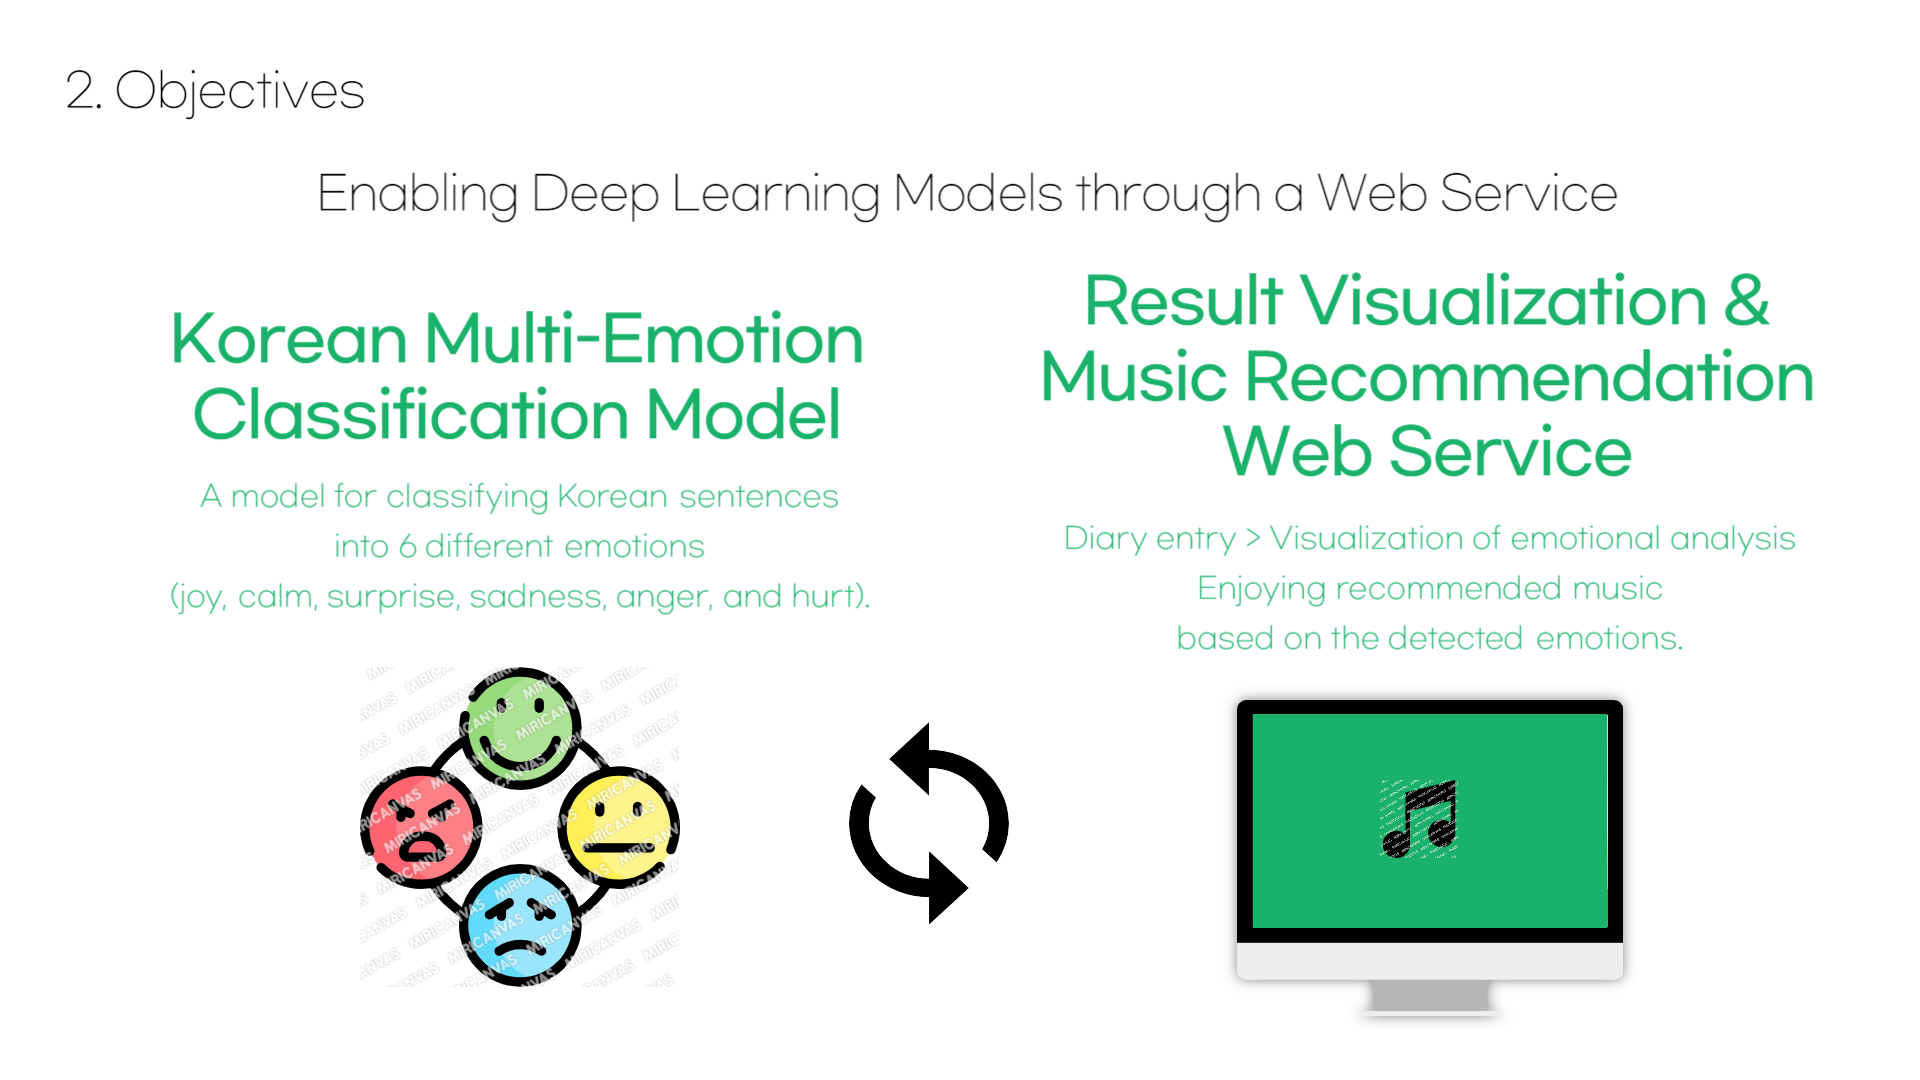 2. Objectives
Enabling Deep Learning Models through a Web Service
Korean Multi-Emotion
Classification Model
A model for classifying Korean sentences
into 6 different emotions
(joy, calm, surprise, sadness, anger, and hurt).
Result Visualization &
Music Recommendation
Web Service
Diary entry > Visualization of emotional analysis
Enjoying recommended music
based on the detected emotions.
MIRICANVAS